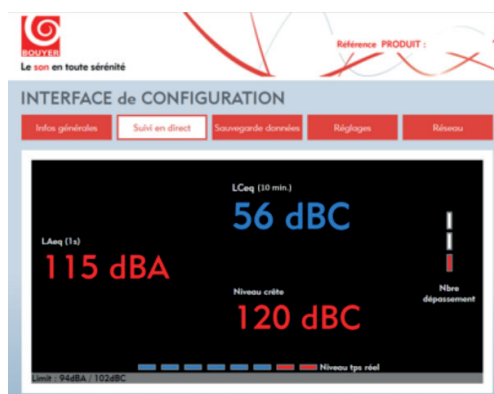 BOUYER
Le son en toute sérénité
Référence PRODUIT :
INTERFACE de CONFIGURATION
Infos générales
Suivi en direct
Sauvegarde données
Réglages
Réseau
LCeq (10 min.)
56 dBC
LAeq (1s)
115 dBA
Niveau crête
120 dBC
Nbre
dépassement
Niveau tps réel
Limit : 94dBA / 102dBC